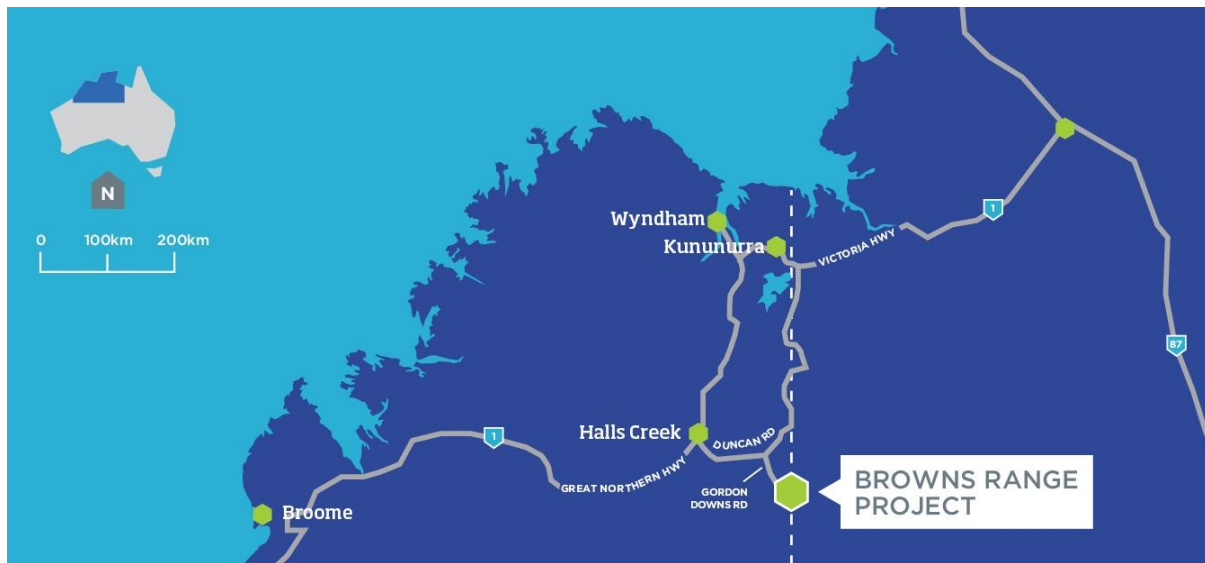 N
0 100km 200km
Wyndham
Kununurra
VICTORIA HWY
1
87
Halls Creek
DUNCAN RD
1
GREAT NORTHERN HWY
GORDON
DOWNS RD
BROWNS RANGE
PROJECT
Broome